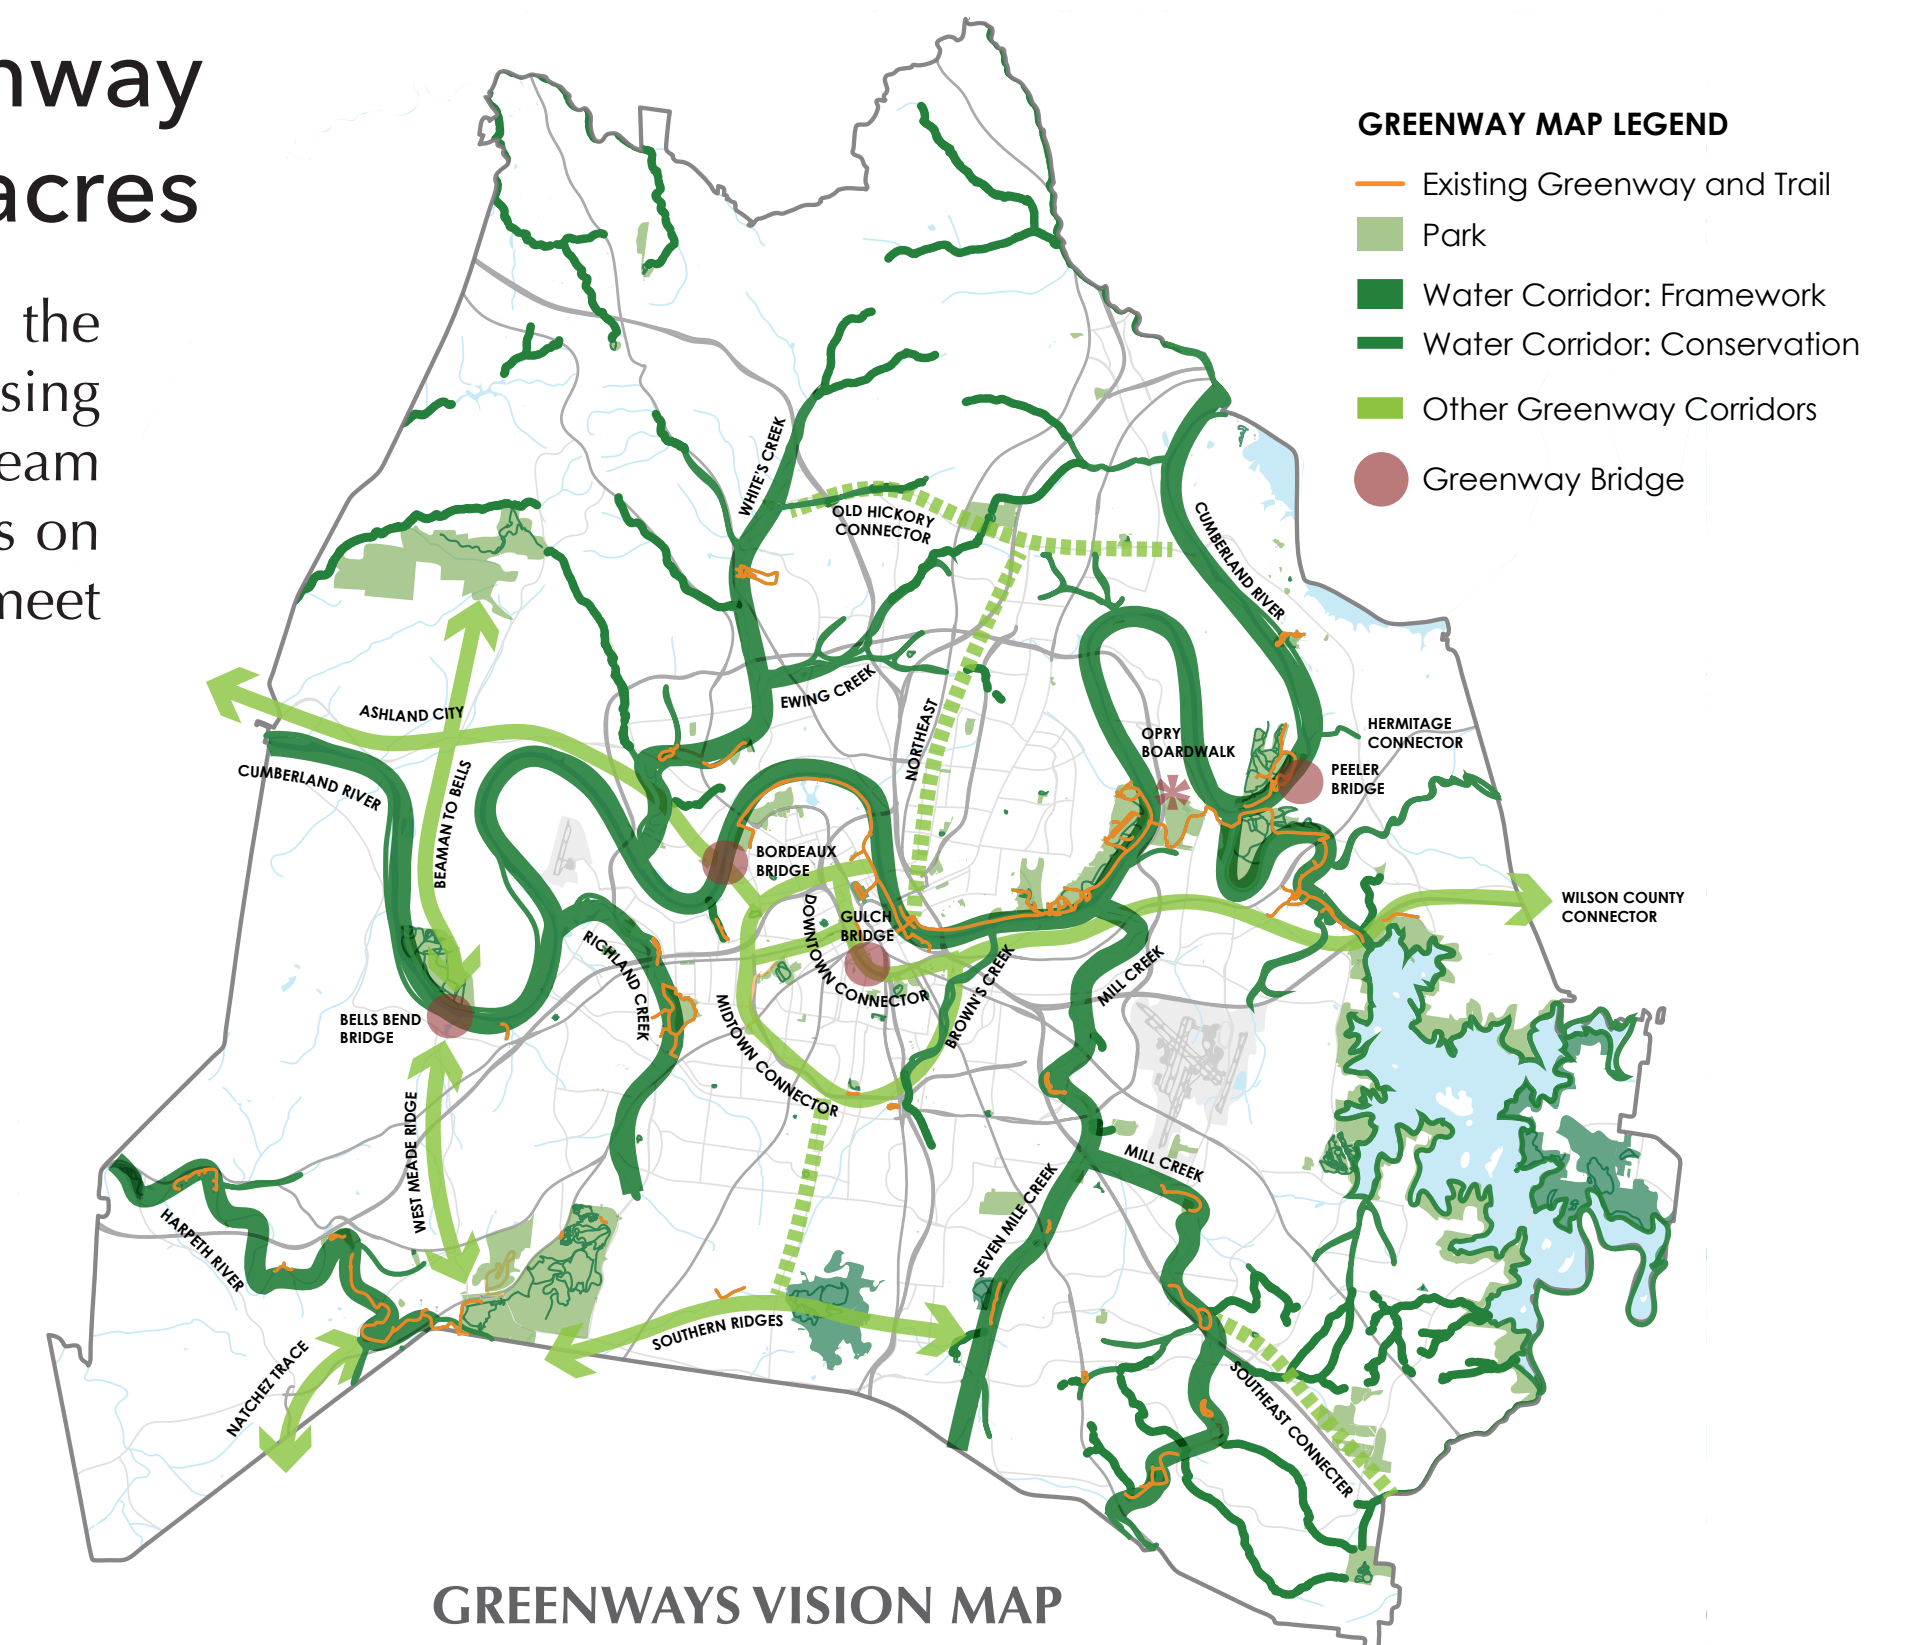 nway
acres
the
sing
eam
s on
meet
GREENWAY MAP LEGEND
Existing Greenway and Trail
Park
Water Corridor: Framework
Water Corridor: Conservation
Other Greenway Corridors
Greenway Bridge
WHITE'S CREEK
OLD HICKORY
CONNECTOR
CUMBERLAND RIVER
EWING CREEK
ASHLAND CITY
NORTHEAST
OPRY
BOARDWALK
HERMITAGE
CONNECTOR
CUMBERLAND RIVER
BEAMAN TO BELLS
PEELER
BRIDGE
BORDEAUX
BRIDGE
WILSON COUNTY
CONNECTOR
GULCH
BRIDGE
DOWNTOWN CONNECTOR
RICHLAND CREEK
BROWN'S CREEK
MILL CREEK
MIDTOWN CONNECTOR
BELLS BEND
BRIDGE
WEST MEADE RIDGE
MILL CREEK
SEVEN MILE CREEK
HARPETH RIVER
SOUTHERN RIDGES
NATCHEZ TRACE
SOUTHEAST CONNECTER
GREENWAYS VISION MAP